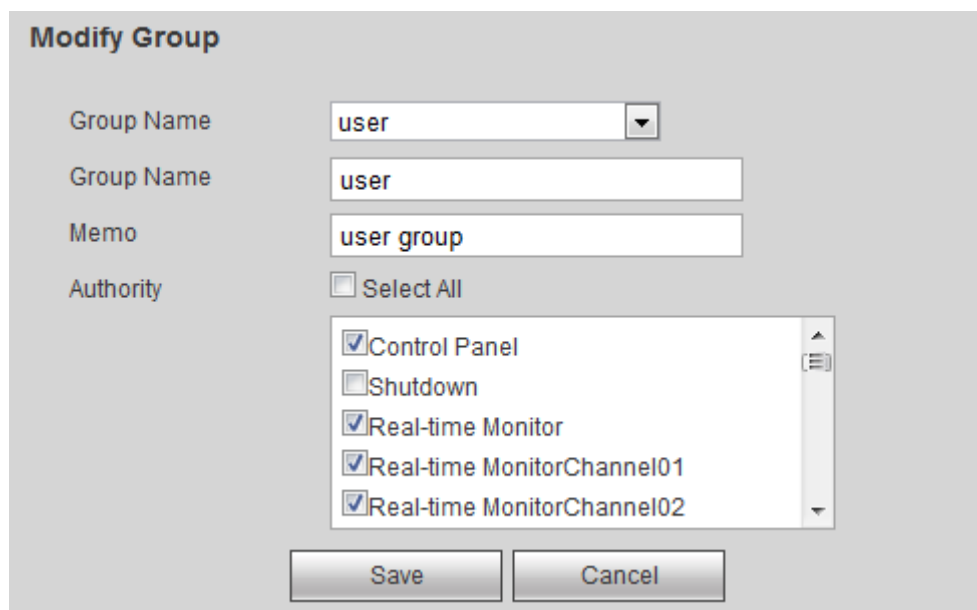 Modify Group
Group Name user
Group Name user
Memo user group
Authority Select All
Control Panel
Shutdown
Real-time Monitor
Real-time MonitorChannel01
Real-time MonitorChannel02
Save Cancel